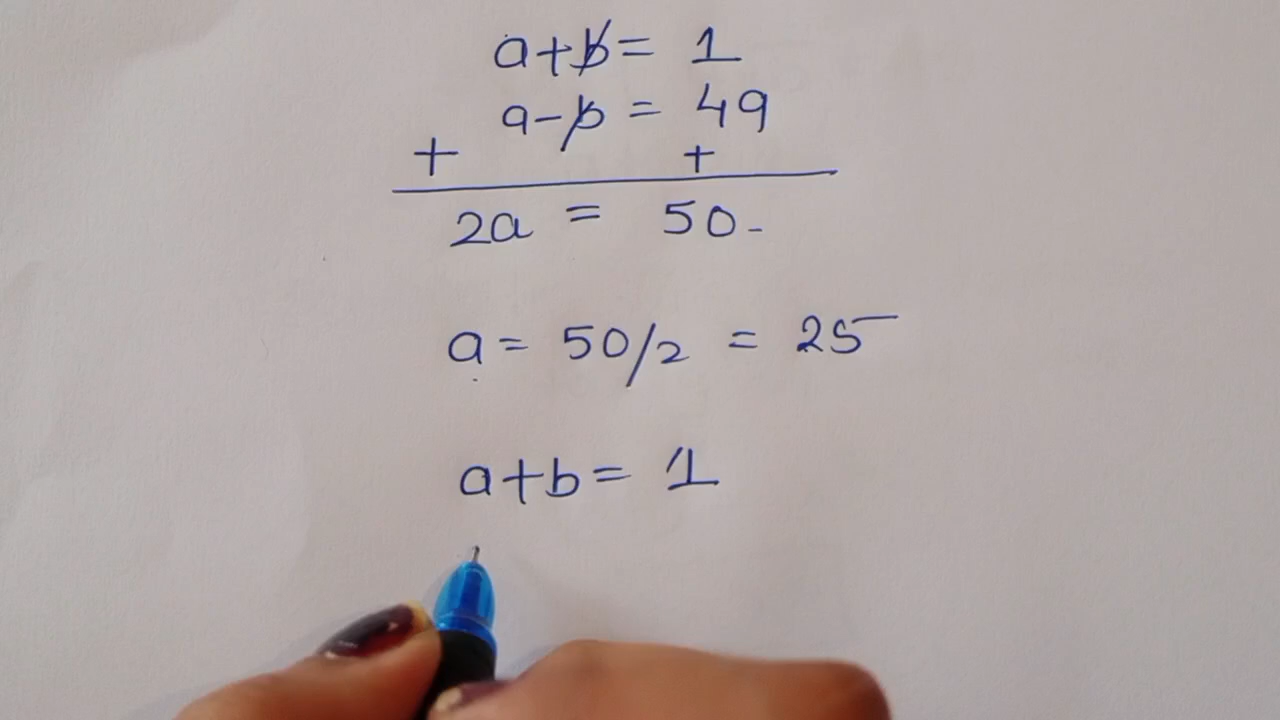 a+b= 1
a-b = 49
+ +
2a = 50-
a = 50/2 = 25
a+b= 1